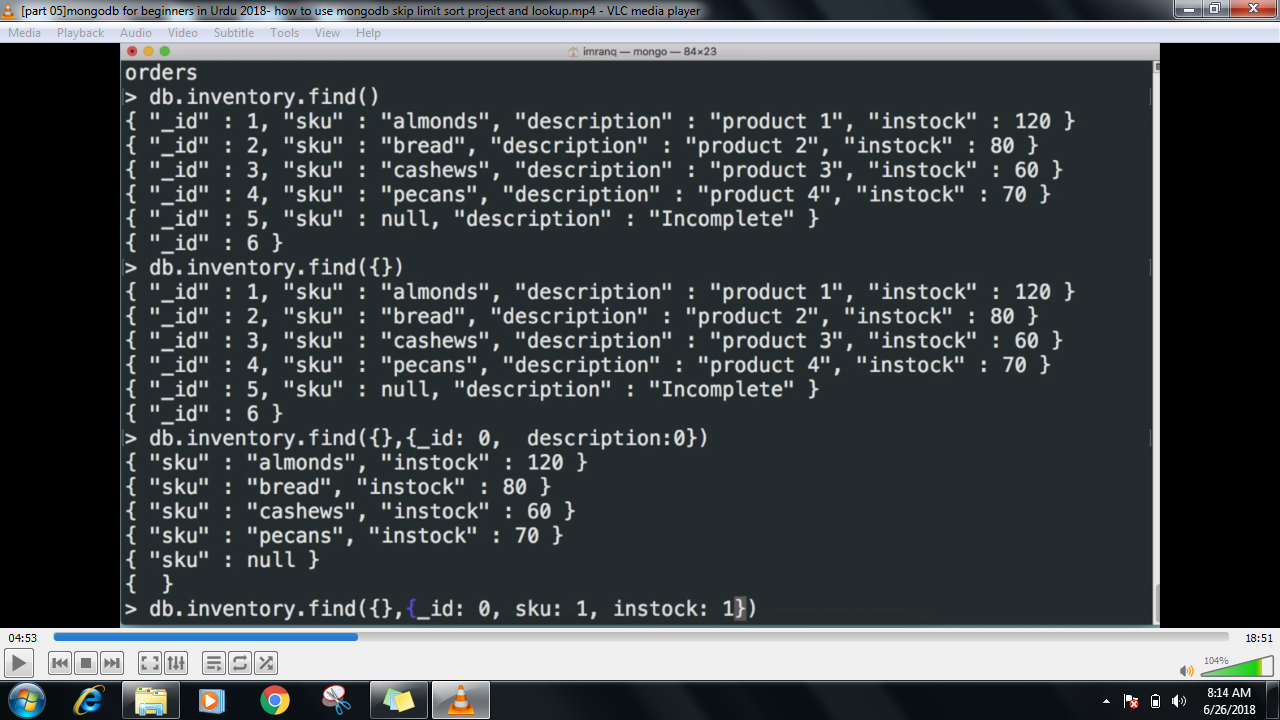 [part 05]mongodb for beginners in Urdu 2018- how to use mongodb skip limit sort project and lookup.mp4 - VLC media player
Media Playback Audio Video Subtitle Tools View Help
imranq — mongo — 84×23
orders
> db.inventory.find()
{ "_id" : 1, "sku" : "almonds", "description" : "product 1", "instock" : 120 }
{ "_id" : 2, "sku" : "bread", "description" : "product 2", "instock" : 80 }
{ "_id" : 3, "sku" : "cashews", "description" : "product 3", "instock" : 60 }
{ "_id" : 4, "sku" : "pecans", "description" : "product 4", "instock" : 70 }
{ "_id" : 5, "sku" : null, "description" : "Incomplete" }
{ "_id" : 6 }
> db.inventory.find({})
{ "_id" : 1, "sku" : "almonds", "description" : "product 1", "instock" : 120 }
{ "_id" : 2, "sku" : "bread", "description" : "product 2", "instock" : 80 }
{ "_id" : 3, "sku" : "cashews", "description" : "product 3", "instock" : 60 }
{ "_id" : 4, "sku" : "pecans", "description" : "product 4", "instock" : 70 }
{ "_id" : 5, "sku" : null, "description" : "Incomplete" }
{ "_id" : 6 }
> db.inventory.find({},{_id: 0,  description:0})
{ "sku" : "almonds", "instock" : 120 }
{ "sku" : "bread", "instock" : 80 }
{ "sku" : "cashews", "instock" : 60 }
{ "sku" : "pecans", "instock" : 70 }
{ "sku" : null }
{  }
> db.inventory.find({},{_id: 0, sku: 1, instock: 1})
04:53 18:51
104%
8:14 AM
6/26/2018